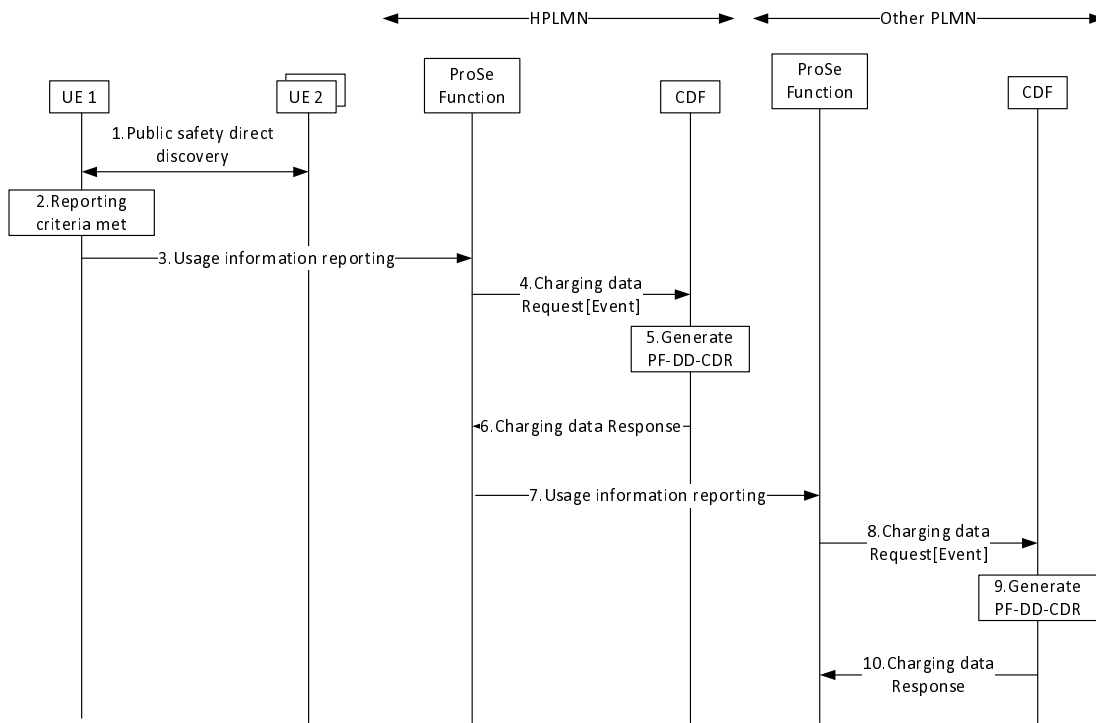 HPLMN
Other PLMN
UE 1
UE 2
ProSe
Function
CDF
ProSe
Function
CDF
1.Public safety direct
discovery
2.Reporting
criteria met
3.Usage information reporting
4.Charging data
Request[Event]
5.Generate
PF-DD-CDR
6.Charging data Response
7.Usage information reporting
8.Charging data
Request[Event]
9.Generate
PF-DD-CDR
10.Charging data
Response